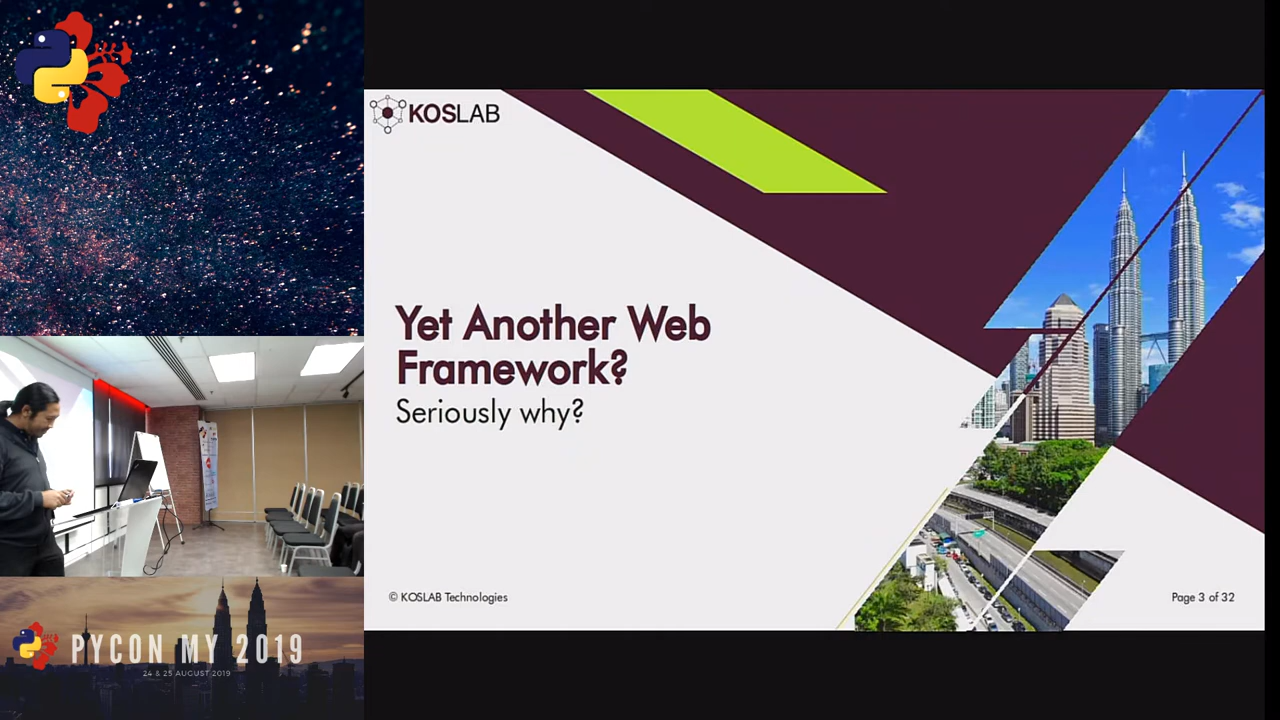 KOSLAB
Yet Another Web
Framework?
Seriously why?
© KOSLAB Technologies
Page 3 of 32
PYCON MY 2019
24 & 25 AUGUST 2019